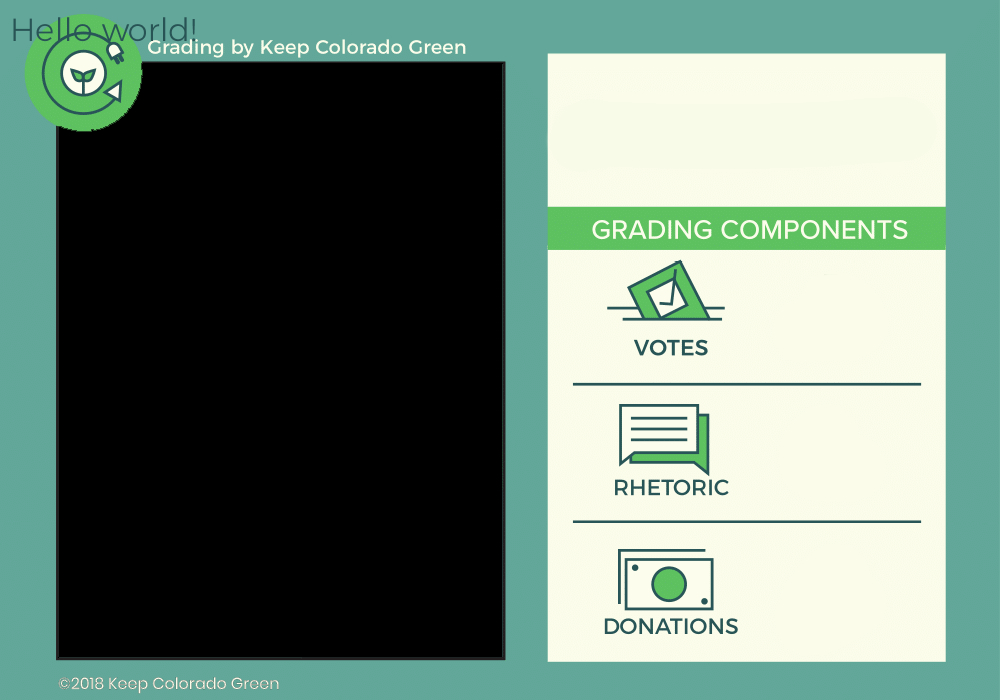 Hello world!
Grading by Keep Colorado Green
GRADING COMPONENTS
VOTES
RHETORIC
DONATIONS
©2018 Keep Colorado Green